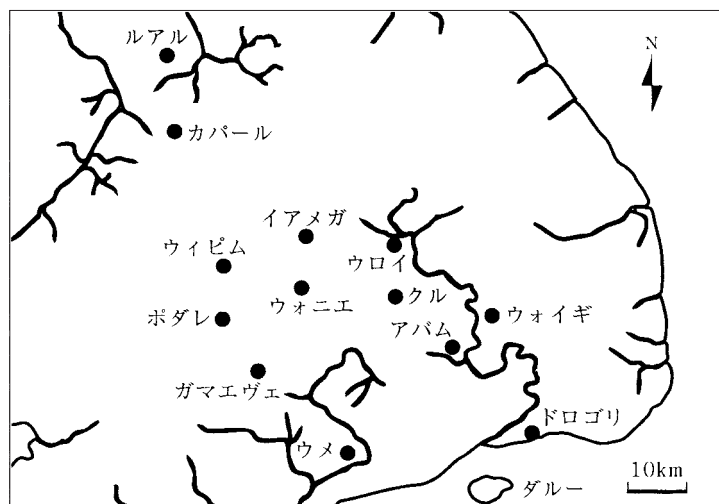 ルアル
N
カパール
イアメガ
ウィピム
ウロイ
ウォニエ
クル
ポダレ
ウォイギ
アバム
ガマエヴェ
ドロゴリ
ウメ
ダルー
10km